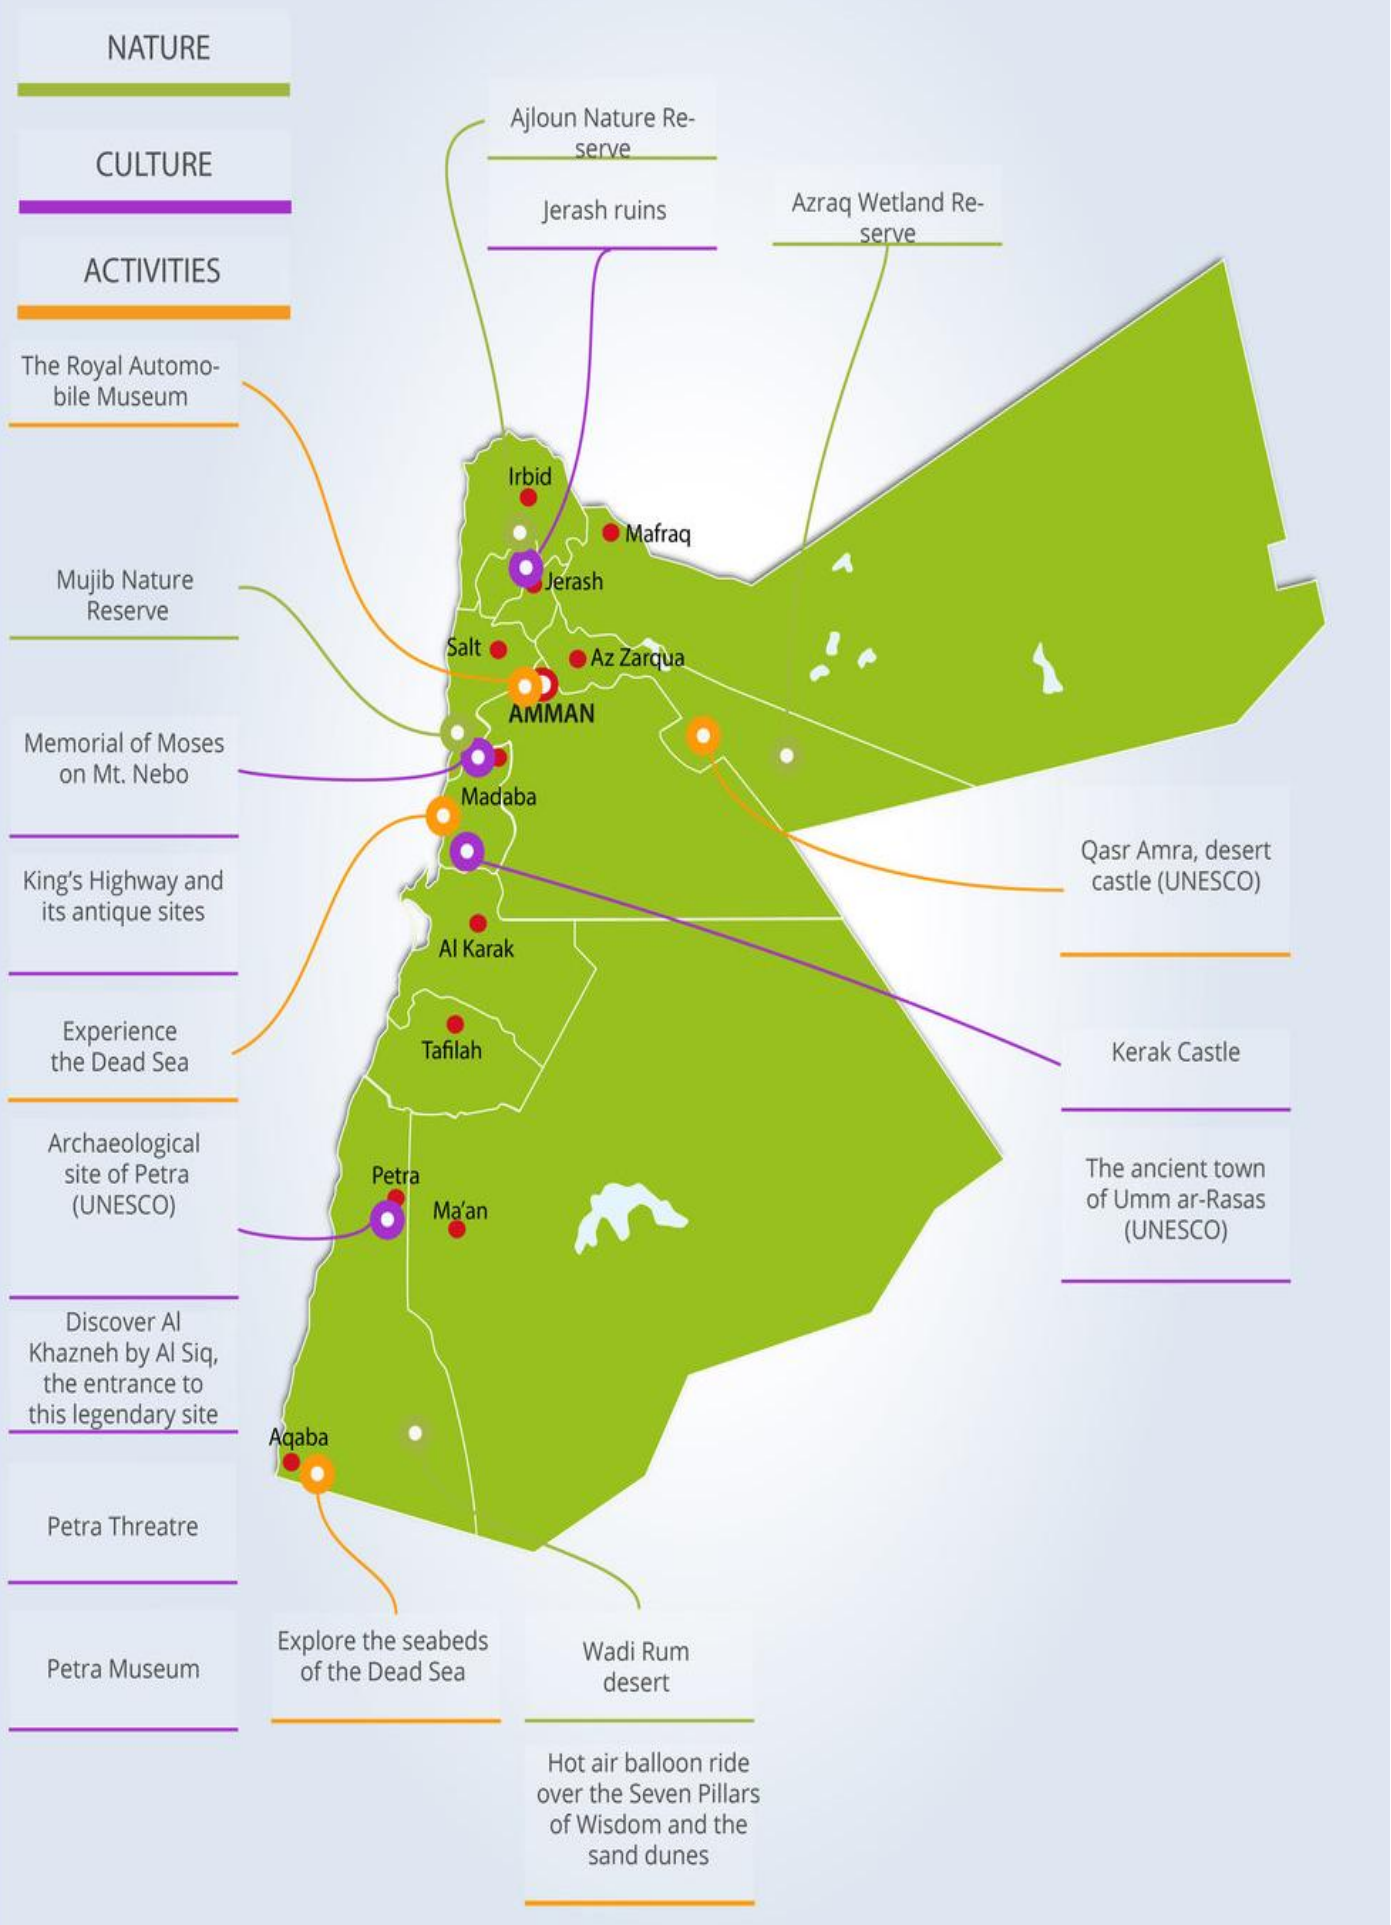 NATURE
CULTURE
ACTIVITIES
The Royal Automo-
bile Museum
Mujib Nature
Reserve
Memorial of Moses
on Mt. Nebo
King’s Highway and
its antique sites
Experience
the Dead Sea
Archaeological
site of Petra
(UNESCO)
Discover Al
Khazneh by Al Siq,
the entrance to
this legendary site
Petra Threatre
Petra Museum
Ajloun Nature Re-
serve
Jerash ruins
Azraq Wetland Re-
serve
Irbid
Mafraq
Jerash
Salt
Az Zarqua
AMMAN
Madaba
Al Karak
Tafilah
Petra
Ma’an
Aqaba
Qasr Amra, desert
castle (UNESCO)
Kerak Castle
The ancient town
of Umm ar-Rasas
(UNESCO)
Explore the seabeds
of the Dead Sea
Wadi Rum
desert
Hot air balloon ride
over the Seven Pillars
of Wisdom and the
sand dunes